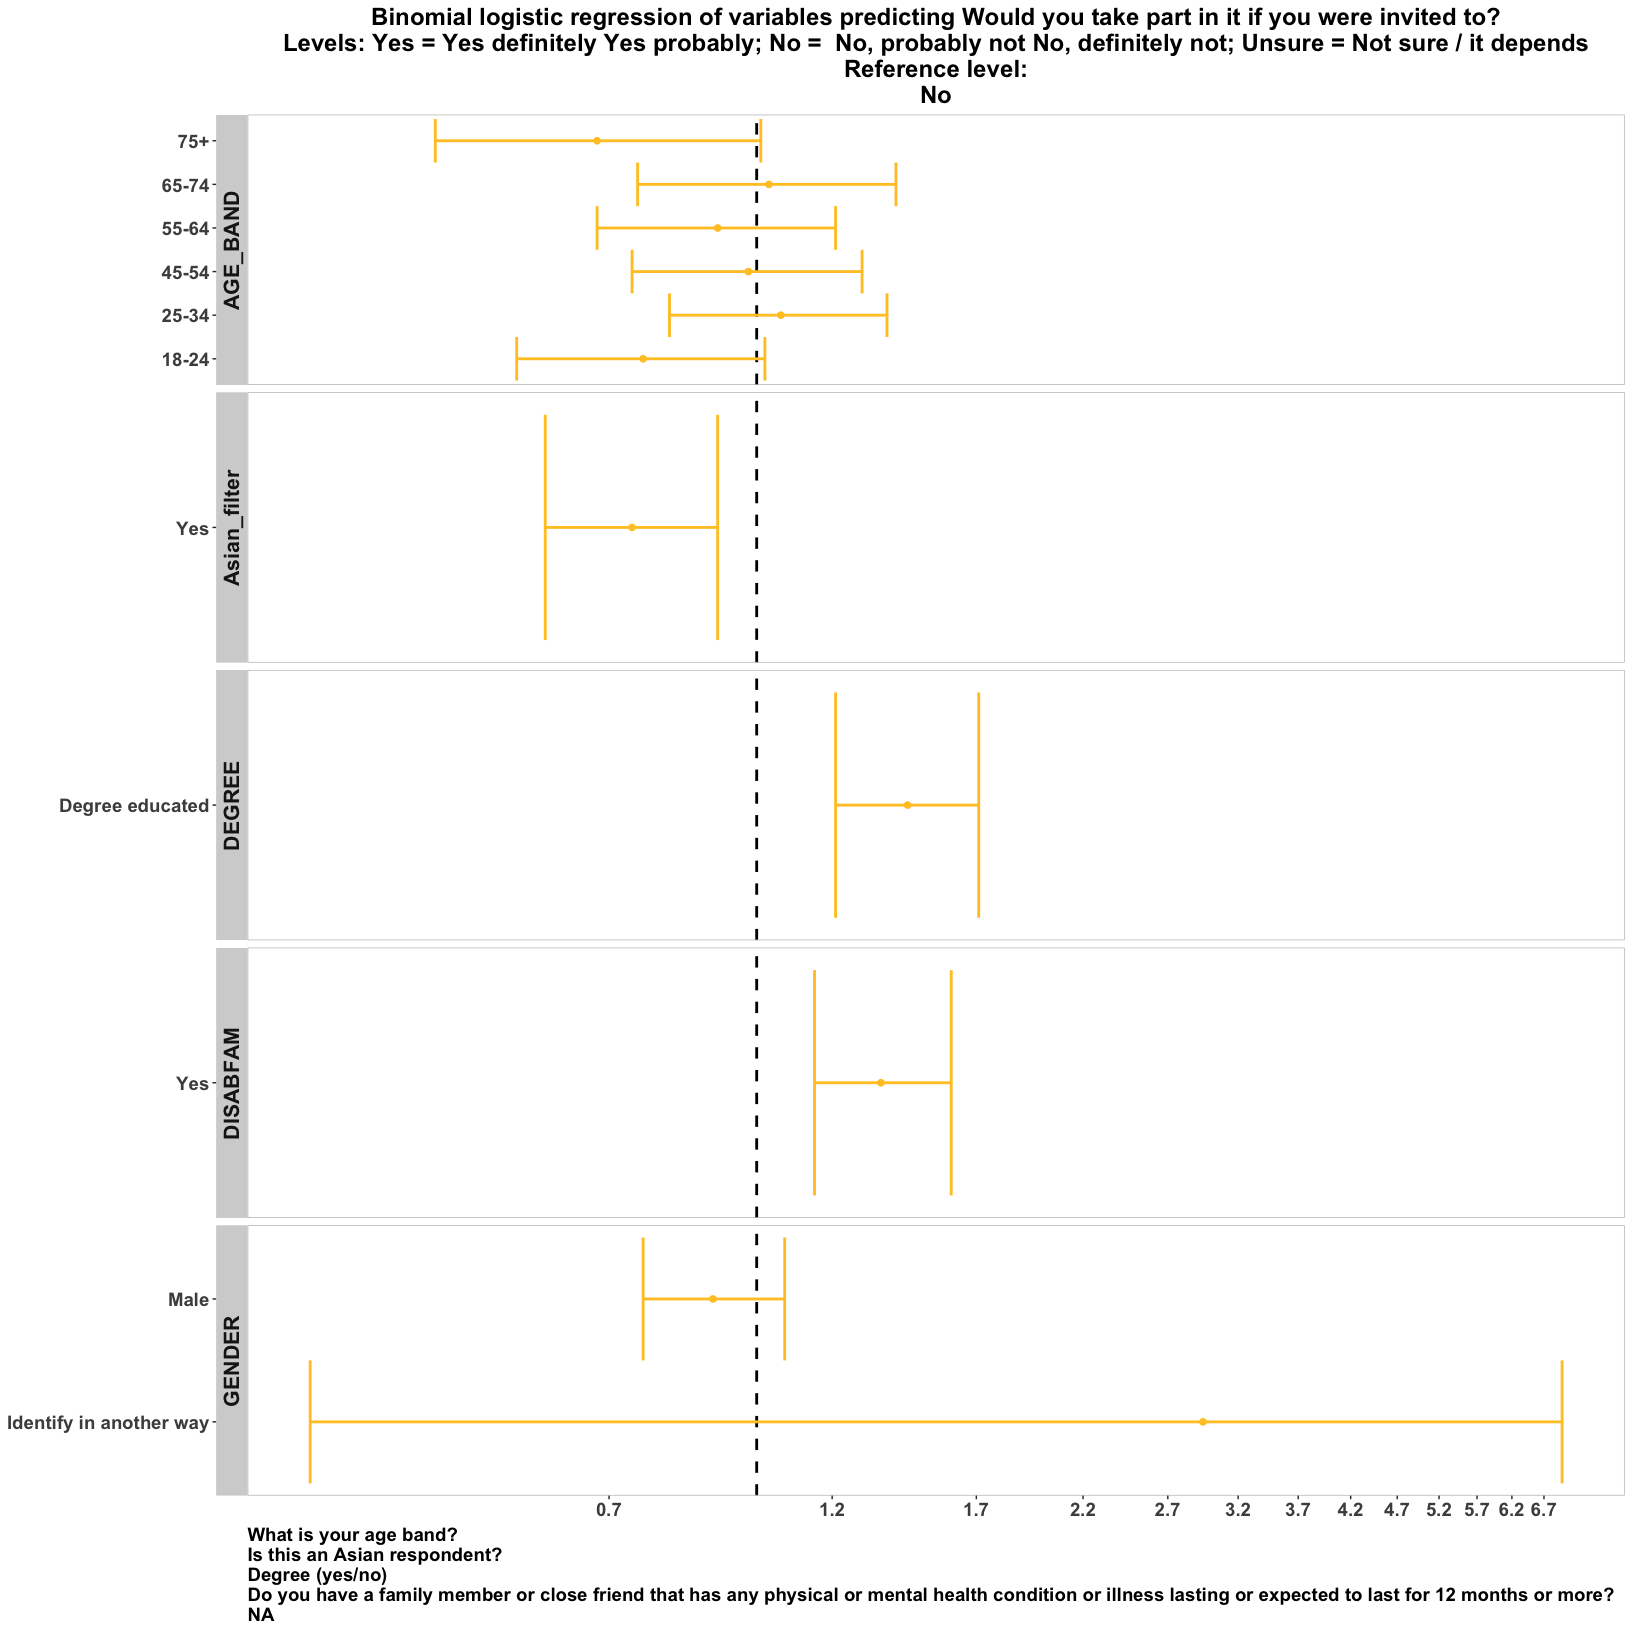 Binomial logistic regression of variables predicting Would you take part in it if you were invited to?
Levels: Yes = Yes definitely Yes probably; No =  No, probably not No, definitely not; Unsure = Not sure / it depends
Reference level:
No
AGE_BAND
75+
65-74
55-64
45-54
25-34
18-24
Asian_filter
Yes
DEGREE
Degree educated
DISABFAM
Yes
GENDER
Male
Identify in another way
0.7 1.2 1.7 2.2 2.7 3.2 3.7 4.2 4.7 5.2 5.7 6.2 6.7
What is your age band?
Is this an Asian respondent?
Degree (yes/no)
Do you have a family member or close friend that has any physical or mental health condition or illness lasting or expected to last for 12 months or more?
NA